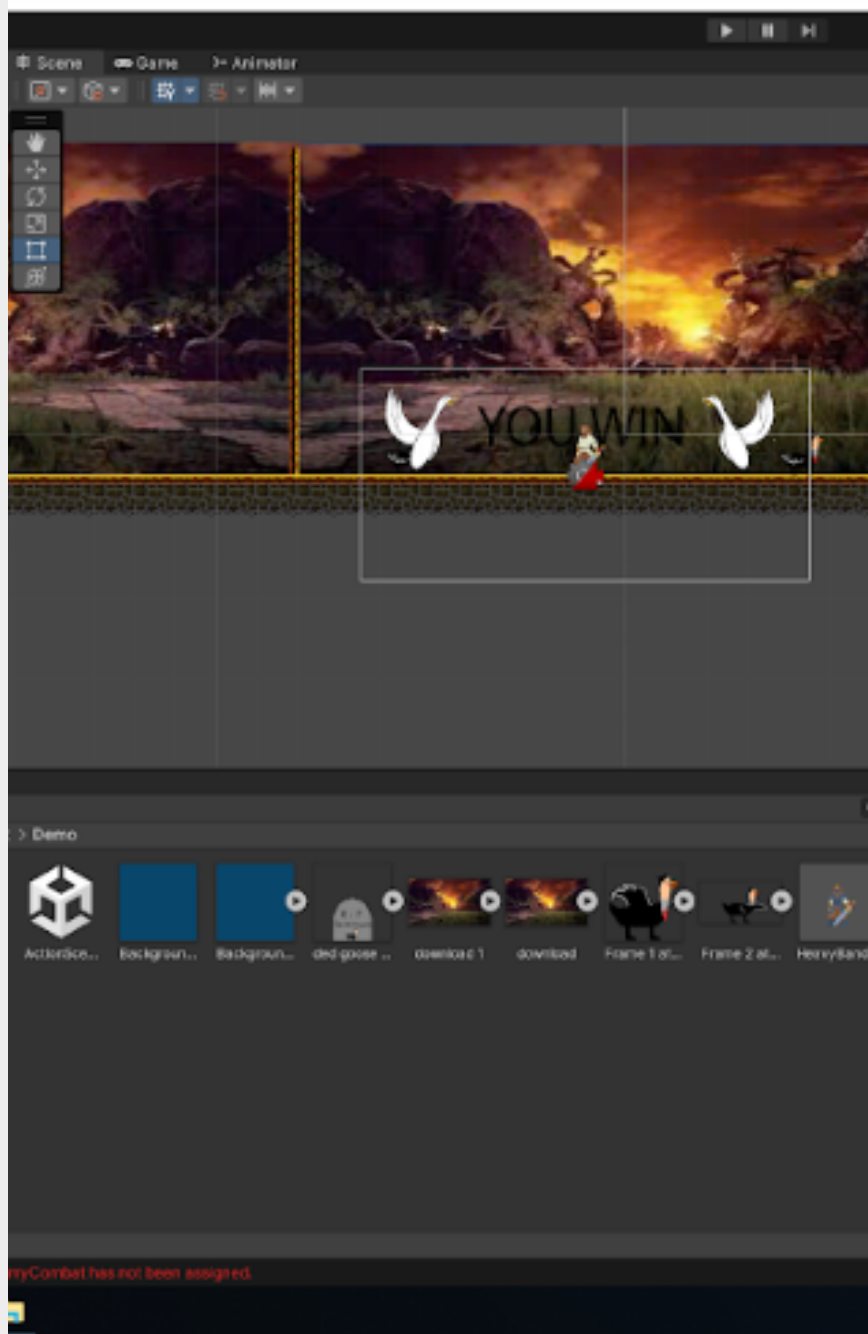 Scene Game Animator
YOU WIN
> Demo
ActionSce... Backgroun... Backgroun... ded goose ... download 1 download Frame 1 at... Frame 2 at... HeavyBand
myCombat has not been assigned.